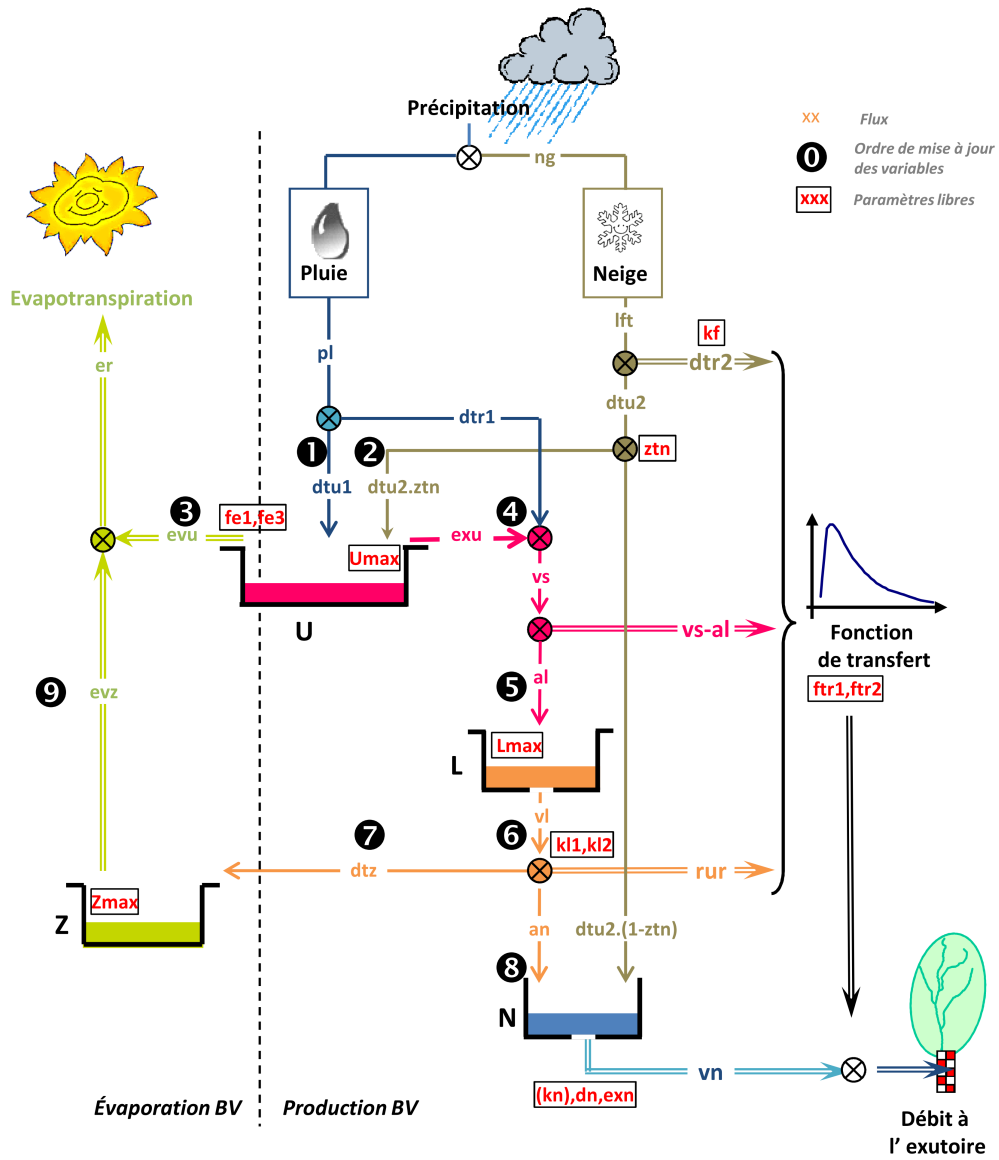 Précipitation
ng
xx
Flux
0
Ordre de mise à jour
des variables
xxx
Paramètres libres
Pluie
Neige
Evapotranspiration
lft
kf
pl
er
dtr2
dtu2
dtr1
1
2
ztn
dtu1
dtu2.ztn
3
fe1,fe3
4
evu
exu
Umax
vs
U
vs-al
Fonction
de transfert
ftr1,ftr2
5
al
9
evz
Lmax
L
vl
6
7
kl1,kl2
dtz
rur
Zmax
Z
an
dtu2.(1-ztn)
8
N
vn
(kn),dn,exn
Évaporation BV
Production BV
Débit à
l’ exutoire